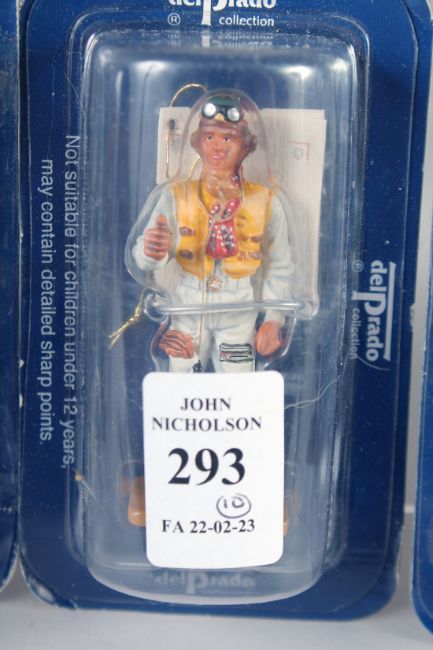 delPrado
® collection
Not suitable for children under 12 years,
may contain detailed sharp points.
delPrado
® collection
JOHN
NICHOLSON
293
10
FA 22-02-23
delPrado